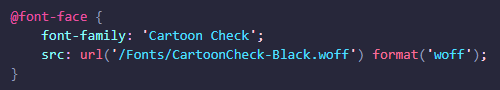 @font-face {
    font-family: 'Cartoon Check';
    src: url('/Fonts/CartoonCheck-Black.woff') format('woff');
}